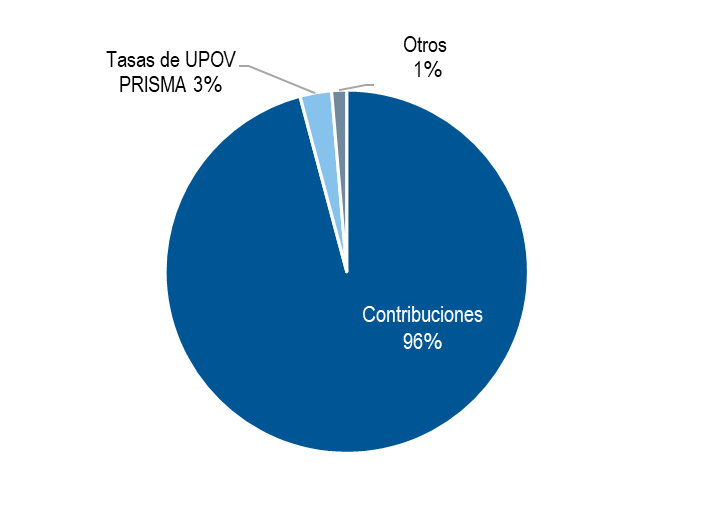 Tasas de UPOV
PRISMA 3%
Otros
1%
Contribuciones
96%